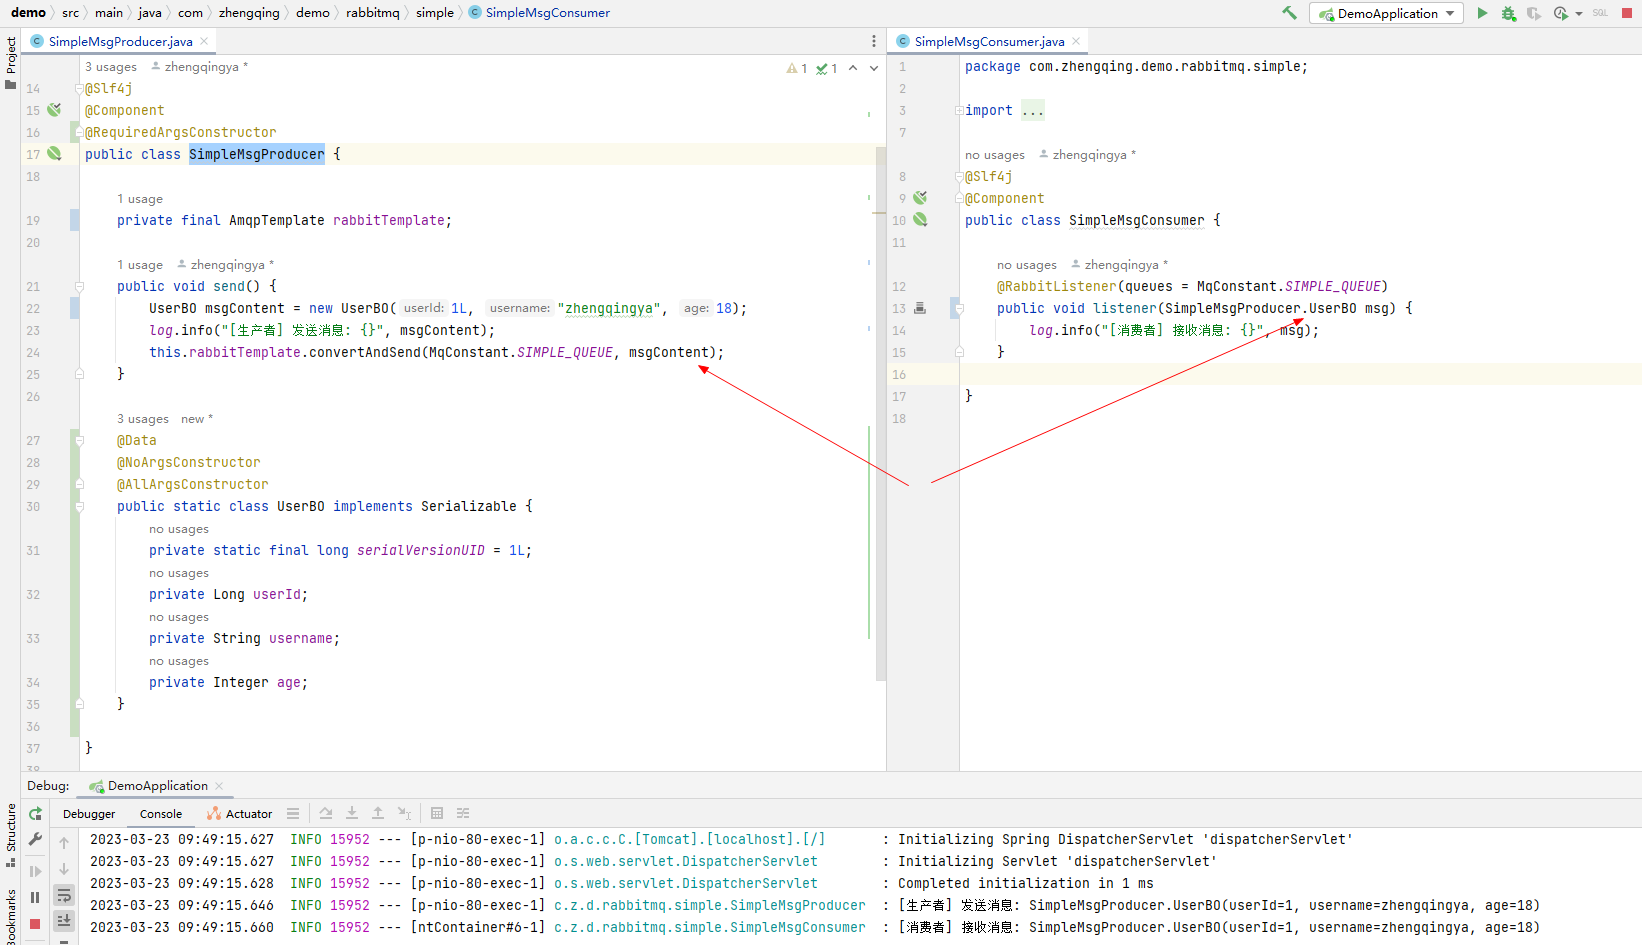 demo src main java com zhengqing demo rabbitmq simple SimpleMsgConsumer DemoApplication SQL
Project
SimpleMsgProducer.java
3 usages zhengqingya * 1 1
14 @Slf4j
15 @Component
16 @RequiredArgsConstructor
17 public class SimpleMsgProducer {
18
1 usage
19 private final AmqpTemplate rabbitTemplate;
20
1 usage zhengqingya *
21 public void send() {
22 UserBO msgContent = new UserBO( userId: 1L, username: "zhengqingya", age: 18);
23 log.info("[生产者] 发送消息: {}", msgContent);
24 this.rabbitTemplate.convertAndSend(MqConstant.SIMPLE_QUEUE, msgContent);
25 }
26
3 usages new *
27 @Data
28 @NoArgsConstructor
29 @AllArgsConstructor
30 public static class UserBO implements Serializable {
no usages
31 private static final long serialVersionUID = 1L;
no usages
32 private Long userId;
no usages
33 private String username;
no usages
34 private Integer age;
35 }
36
37 }
38
SimpleMsgConsumer.java
1 package com.zhengqing.demo.rabbitmq.simple;
2
3 import ...
7
no usages zhengqingya *
8 @Slf4j
9 @Component
10 public class SimpleMsgConsumer {
11
no usages zhengqingya *
12 @RabbitListener(queues = MqConstant.SIMPLE_QUEUE)
13 public void listener(SimpleMsgProducer.UserBO msg) {
14 log.info("[消费者] 接收消息: {}", msg);
15 }
16
17 }
18
Debug: DemoApplication
Structure
Bookmarks
Debugger Console Actuator
2023-03-23 09:49:15.627 INFO 15952 --- [p-nio-80-exec-1] o.a.c.c.C.[Tomcat].[localhost].[/] : Initializing Spring DispatcherServlet 'dispatcherServlet'
2023-03-23 09:49:15.627 INFO 15952 --- [p-nio-80-exec-1] o.s.web.servlet.DispatcherServlet : Initializing Servlet 'dispatcherServlet'
2023-03-23 09:49:15.628 INFO 15952 --- [p-nio-80-exec-1] o.s.web.servlet.DispatcherServlet : Completed initialization in 1 ms
2023-03-23 09:49:15.646 INFO 15952 --- [p-nio-80-exec-1] c.z.d.rabbitmq.simple.SimpleMsgProducer : [生产者] 发送消息: SimpleMsgProducer.UserBO(userId=1, username=zhengqingya, age=18)
2023-03-23 09:49:15.660 INFO 15952 --- [ntContainer#6-1] c.z.d.rabbitmq.simple.SimpleMsgConsumer : [消费者] 接收消息: SimpleMsgProducer.UserBO(userId=1, username=zhengqingya, age=18)